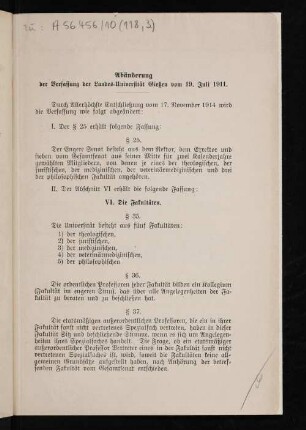 zu: A 56 456/10 (118,3)
Abänderung
der Verfassung der Landes-Universität Gießen vom 19. Juli 1911.
Durch Allerhöchste Entschließung vom 17. November 1914 wird
die Verfassung wie folgt abgeändert:
I. Der § 25 erhält folgende Fassung:
§ 25.
Der Engere Senat besteht aus dem Rektor, dem Exrektor und
sieben vom Gesamtsenat aus seiner Mitte für zwei Kalenderjahre
gewählten Mitgliedern, von denen je eines der theologischen, der
juristischen, der medizinischen, der veterinärmedizinischen und drei
der philosophischen Fakultät angehören.
II. Der Abschnitt VI erhält die folgende Fassung:
VI. Die Fakultäten.
§ 35.
Die Universität besteht aus fünf Fakultäten:
1) der theologischen,
2) der juristischen,
3) der medizinischen,
4) der veterinärmedizinischen,
5) der philosophischen
§ 36.
Die ordentlichen Professoren jeder Fakultät bilden ein Kollegium
(Fakultät im engeren Sinn), das über alle Angelegenheiten der Fa-
kultät zu beraten und zu beschließen hat.
§ 37.
Die etatmäßigen außerordentlichen Professoren, die ein in ihrer
Fakultät sonst nicht vertretenes Spezialfach vertreten, haben in dieser
Fakultät Sitz und Stimme, wenn es sich um Angelegen-
heiten ihres Spezialfaches handelt. Die Frage, ob ein etatmäßiger
außerordentlicher Professor Vertreter eines in der Fakultät sonst nicht
vertretenen Spezialfaches ist, wird, soweit die Fakultäten keine all-
gemeinen Grundsätze aufgestellt haben, nach Anhörung der betref-
fenden Fakultät vom Gesamtsenat entschieden.